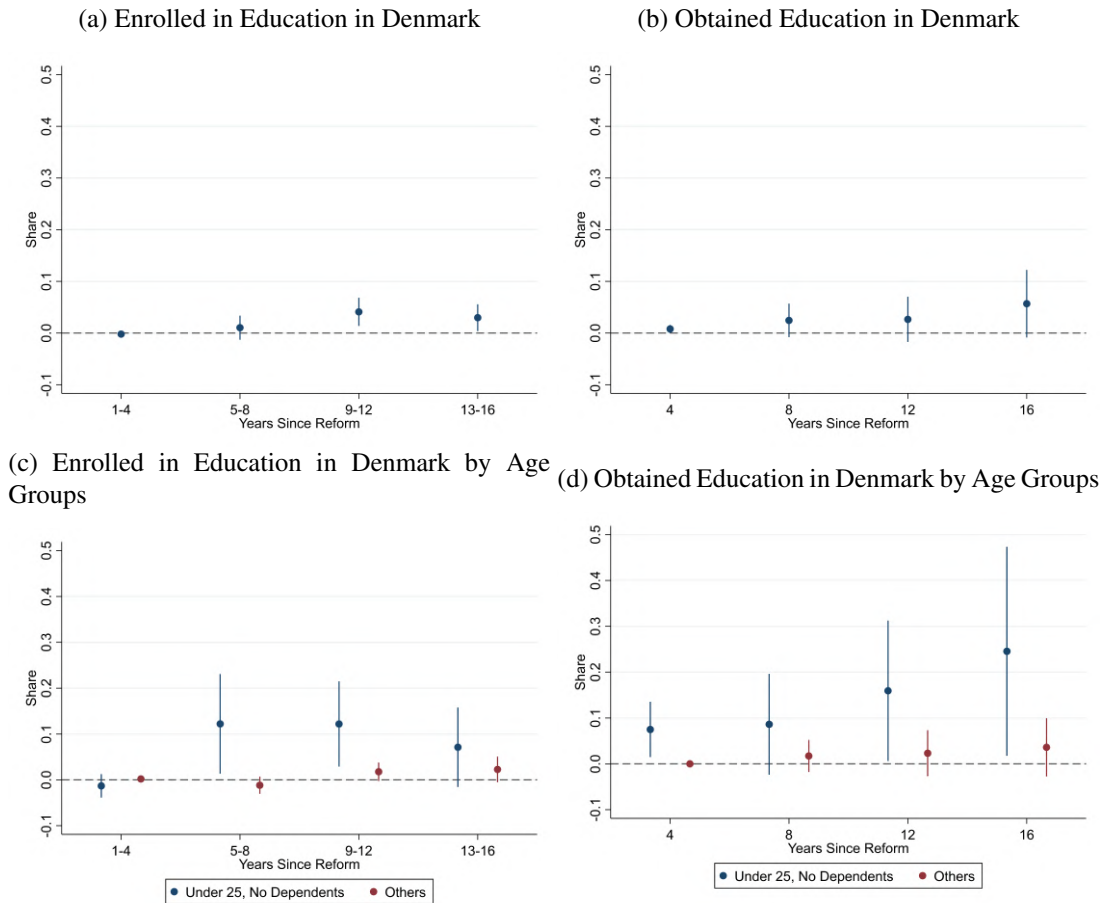 (a) Enrolled in Education in Denmark
0.5
0.4
0.3
0.2
0.1
0.0
-0.1
Share
1-4 5-8 9-12 13-16
Years Since Reform
(b) Obtained Education in Denmark
0.5
0.4
0.3
0.2
0.1
0.0
-0.1
Share
4 8 12 16
Years Since Reform
(c) Enrolled in Education in Denmark by Age
Groups
0.5
0.4
0.3
0.2
0.1
0.0
-0.1
Share
1-4 5-8 9-12 13-16
Years Since Reform
Under 25, No Dependents Others
(d) Obtained Education in Denmark by Age Groups
0.5
0.4
0.3
0.2
0.1
0.0
-0.1
Share
4 8 12 16
Years Since Reform
Under 25, No Dependents Others